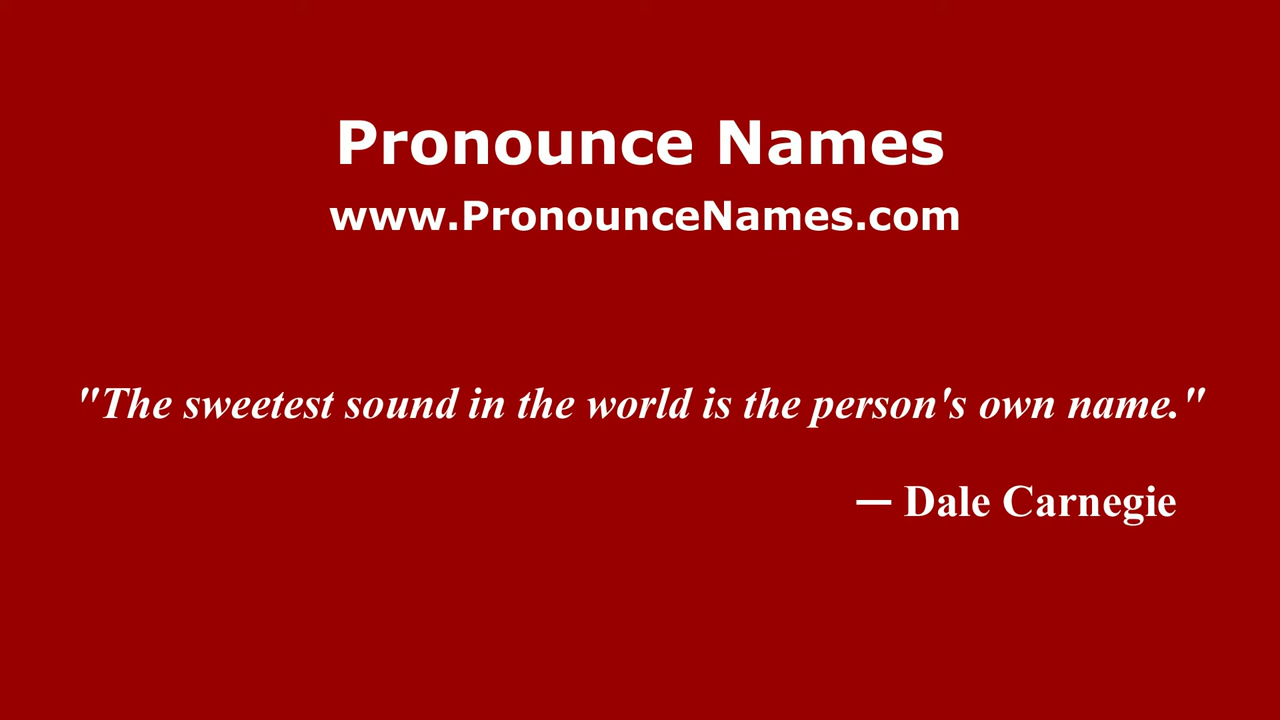 Pronounce Names
www.PronounceNames.com
"The sweetest sound in the world is the person's own name."
— Dale Carnegie